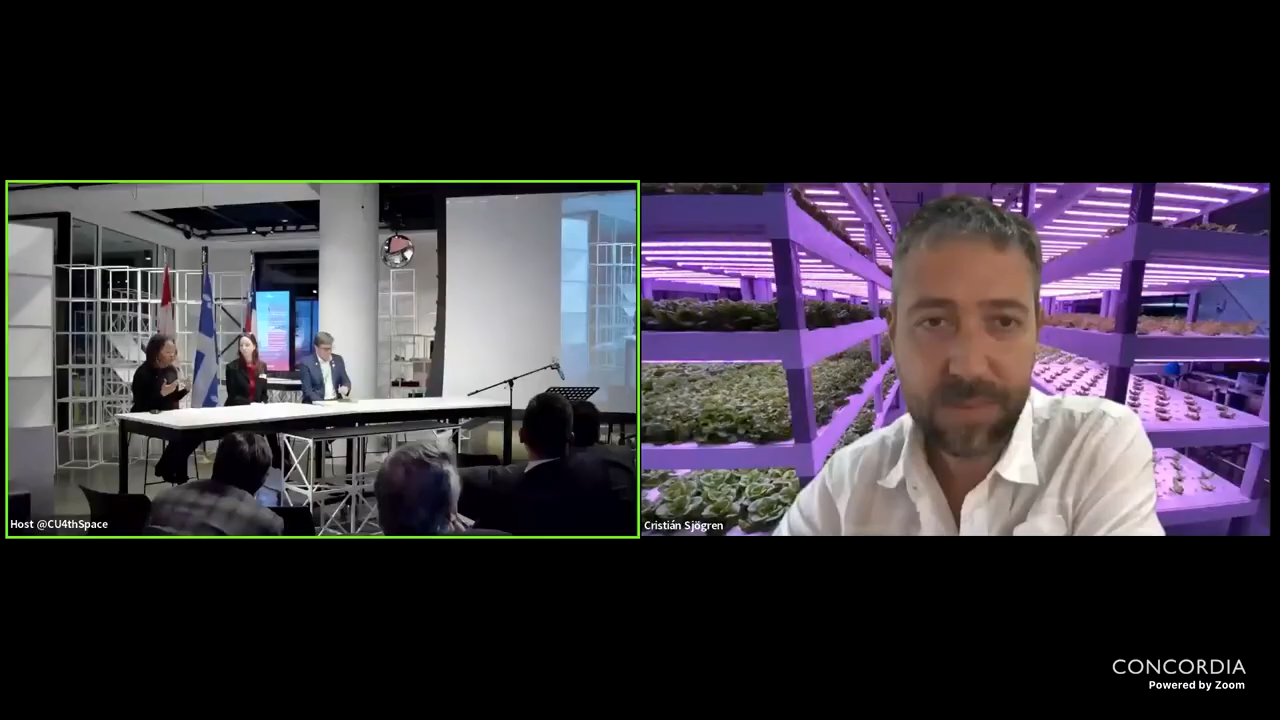 Host @CU4thSpace
Cristián Sjögren
CONCORDIA
Powered by Zoom